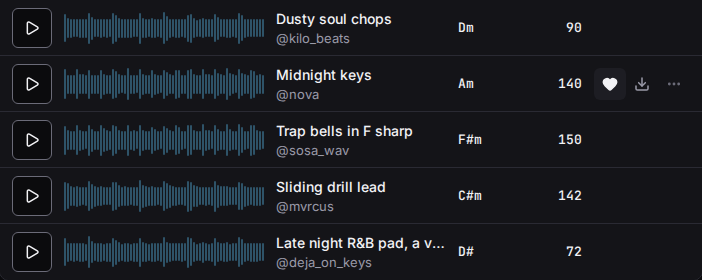 Dusty soul chops Dm 90
@kilo_beats
Midnight keys Am 140
@nova
Trap bells in F sharp F#m 150
@sosa_wav
Sliding drill lead C#m 142
@mvrcus
Late night R&B pad, a v... D# 72
@deja_on_keys